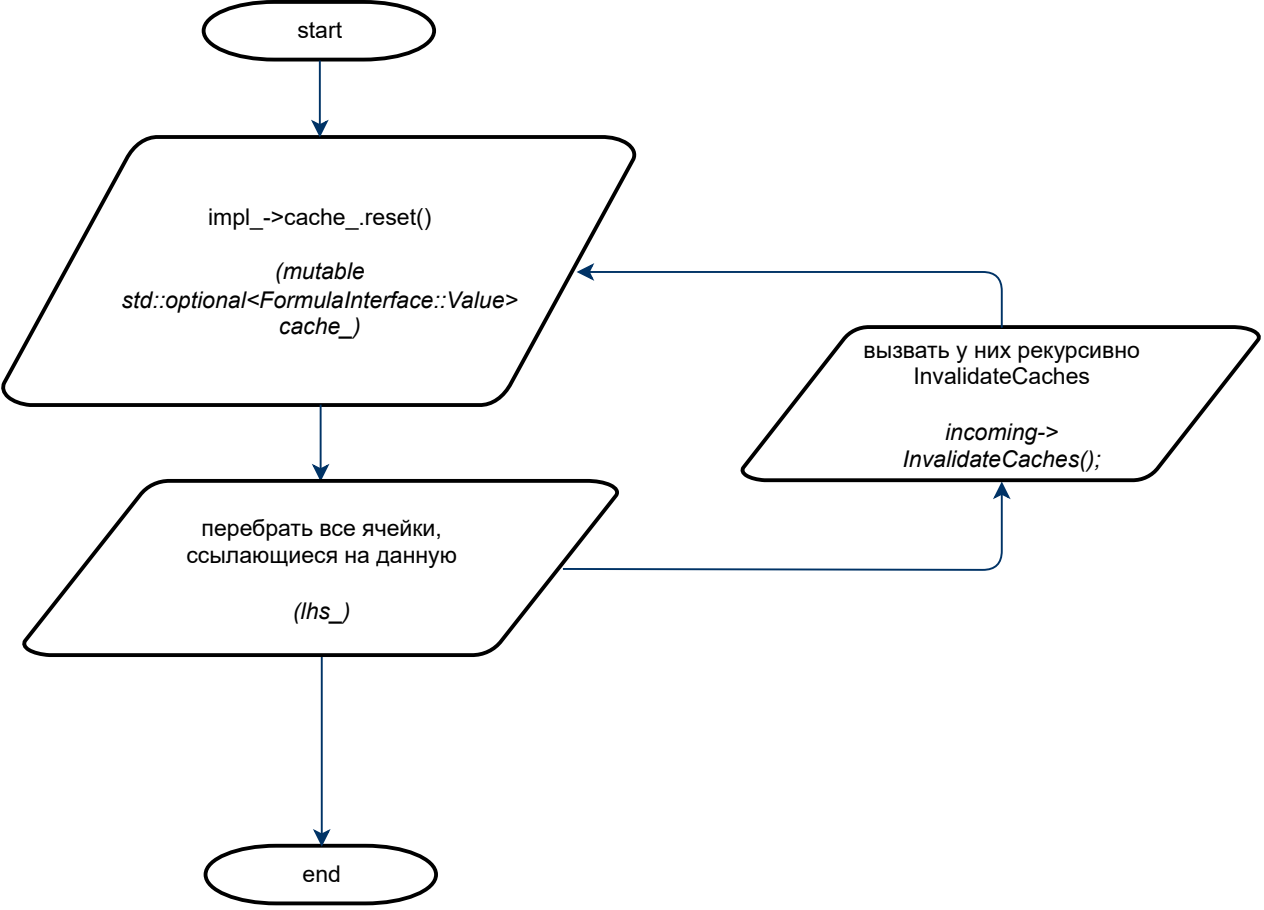 start
impl_->cache_.reset()
(mutable
std::optional<FormulaInterface::Value>
cache_)
вызвать у них рекурсивно
InvalidateCaches
incoming->
InvalidateCaches();
перебрать все ячейки,
ссылающиеся на данную
(lhs_)
end